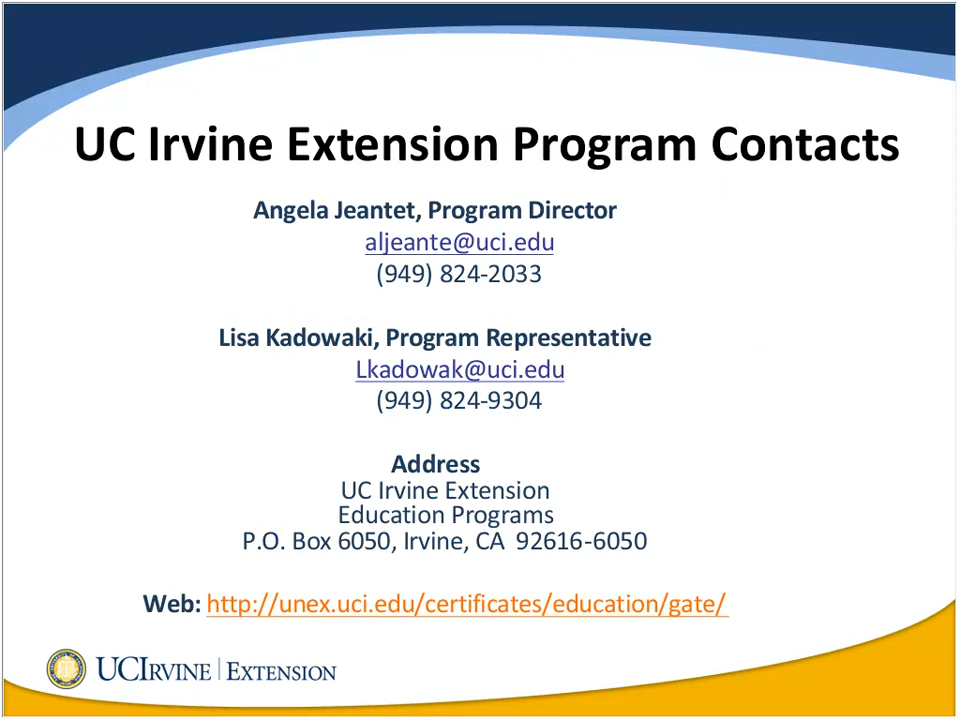 UC Irvine Extension Program Contacts
Angela Jeantet, Program Director
aljeante@uci.edu
(949) 824-2033
Lisa Kadowaki, Program Representative
Lkadowak@uci.edu
(949) 824-9304
Address
UC Irvine Extension
Education Programs
P.O. Box 6050, Irvine, CA 92616-6050
Web: http://unex.uci.edu/certificates/education/gate/
UCIRVINE | EXTENSION